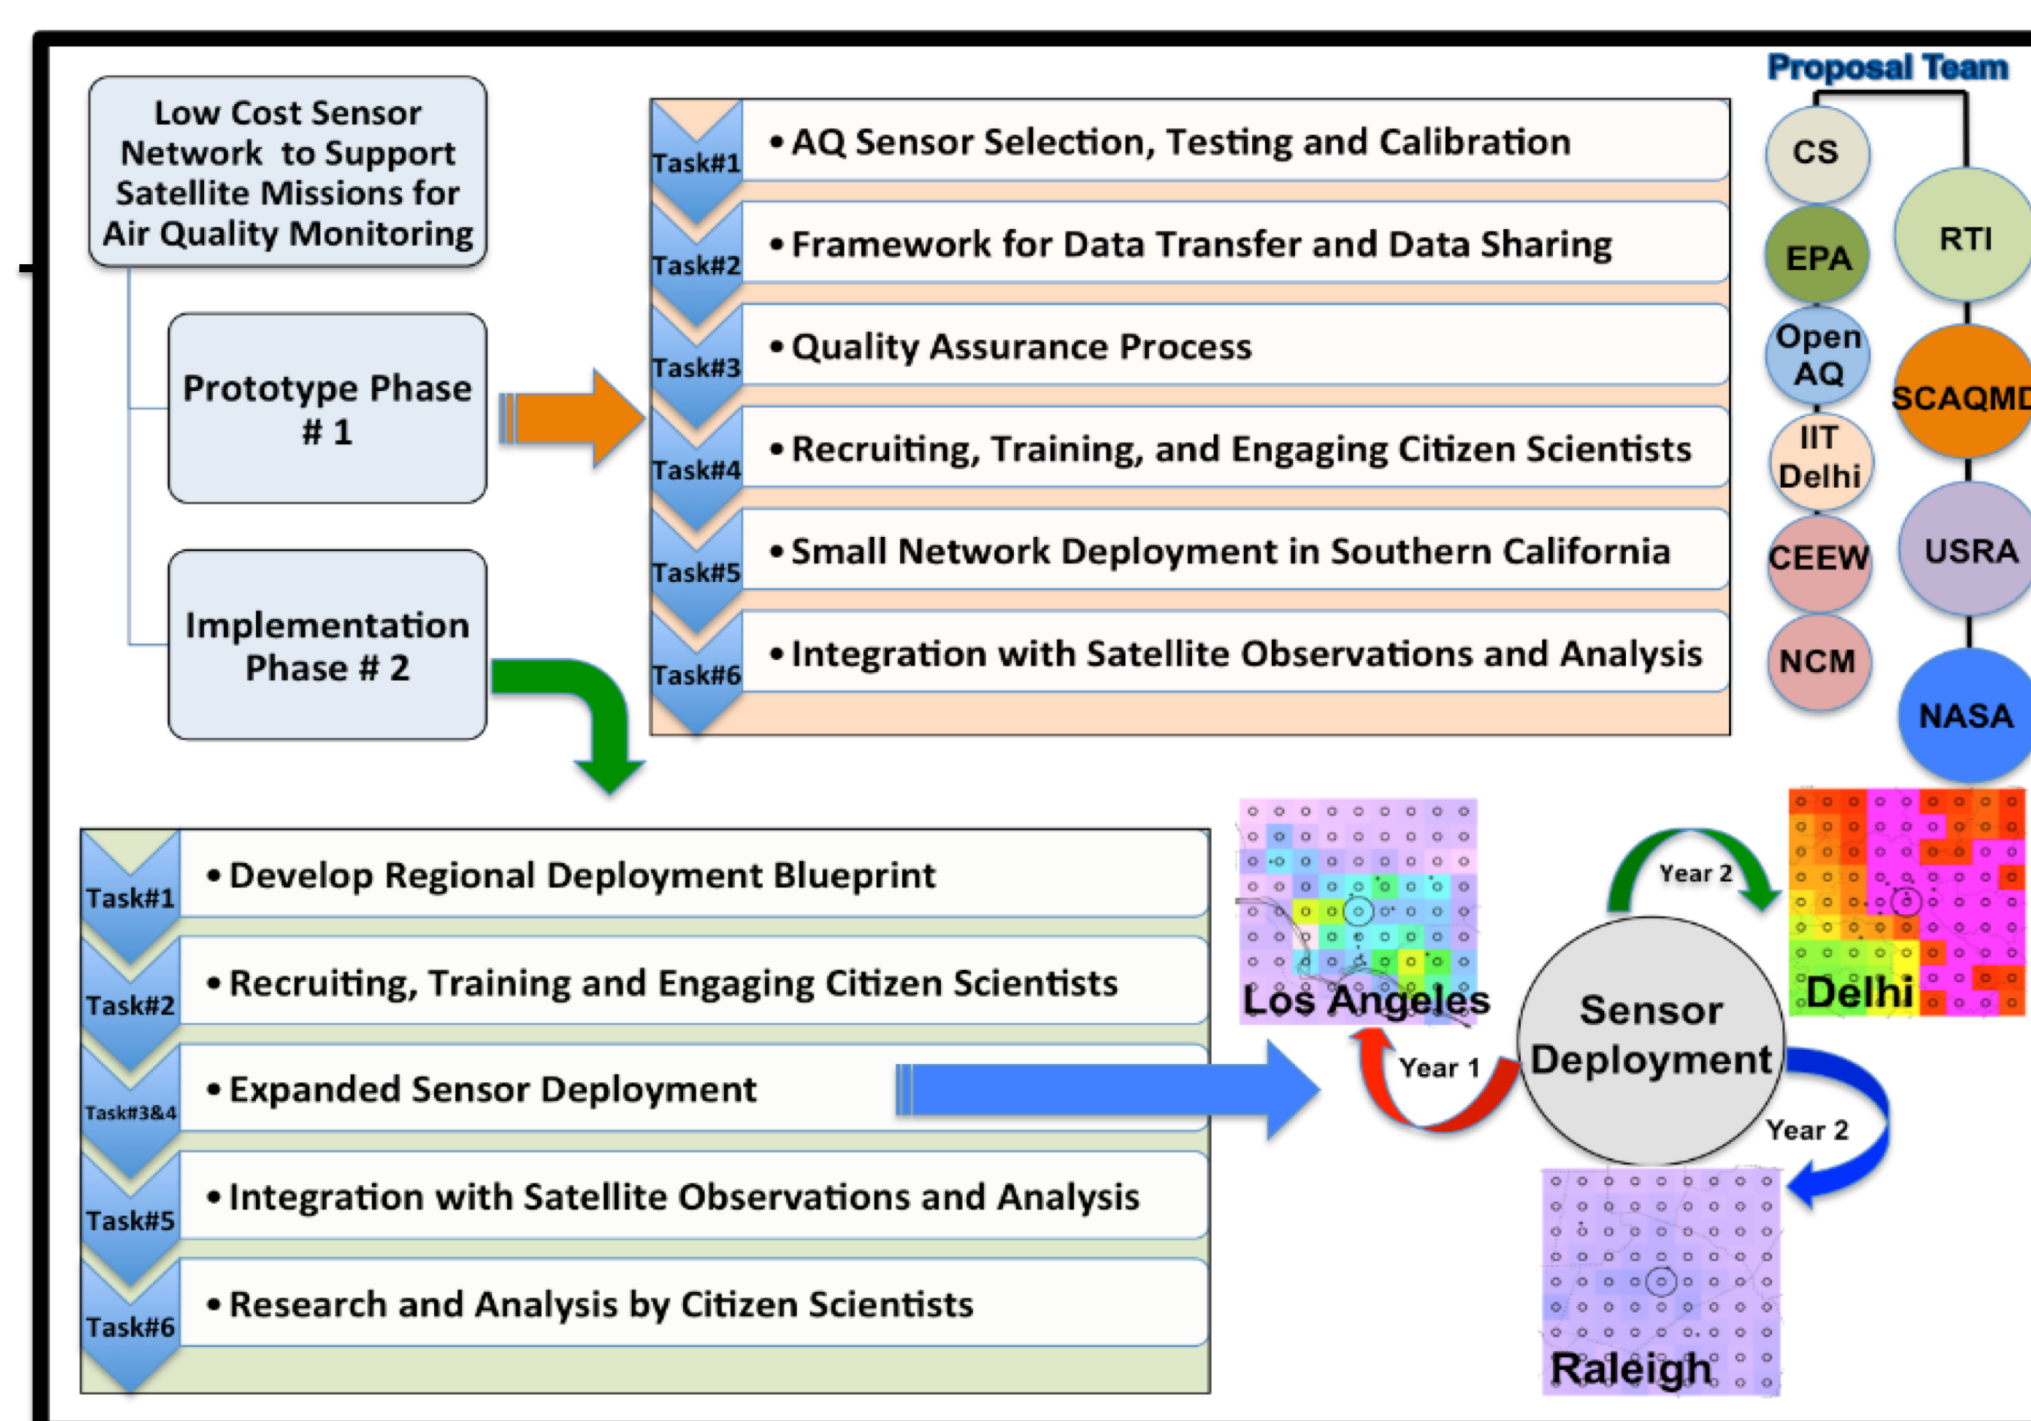 Low Cost Sensor
Network to Support
Satellite Missions for
Air Quality Monitoring
Prototype Phase
# 1
Implementation
Phase # 2
Task#1
• AQ Sensor Selection, Testing and Calibration
Task#2
• Framework for Data Transfer and Data Sharing
Task#3
• Quality Assurance Process
Task#4
• Recruiting, Training, and Engaging Citizen Scientists
Task#5
• Small Network Deployment in Southern California
Task#6
• Integration with Satellite Observations and Analysis
Proposal Team
CS
EPA
Open
AQ
IIT
Delhi
CEEW
NCM
RTI
SCAQMD
USRA
NASA
Task#1
• Develop Regional Deployment Blueprint
Task#2
• Recruiting, Training and Engaging Citizen Scientists
Task#3&4
• Expanded Sensor Deployment
Task#5
• Integration with Satellite Observations and Analysis
Task#6
• Research and Analysis by Citizen Scientists
Los Angeles
Year 1
Sensor
Deployment
Year 2
Delhi
Year 2
Raleigh